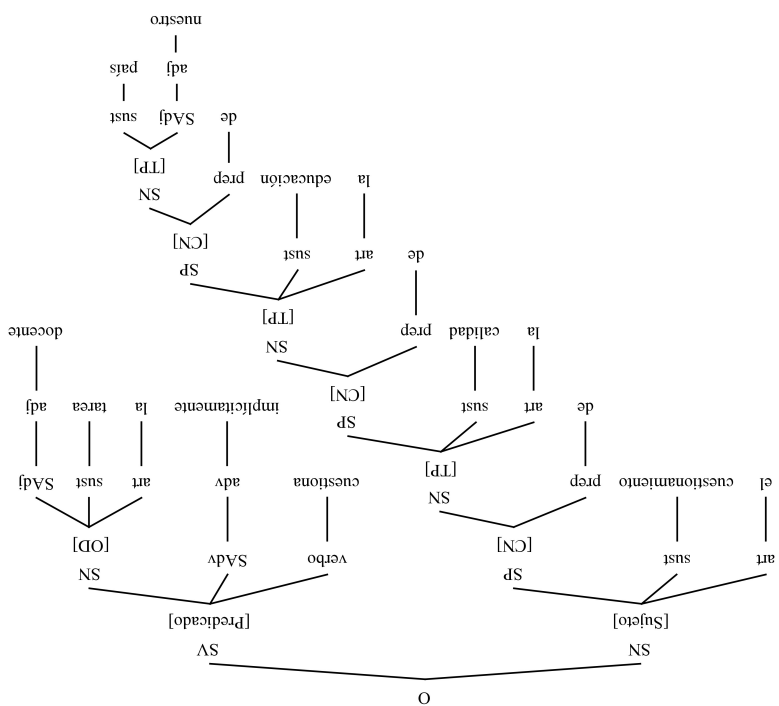 O
SN SV
[Sujeto] [Predicado]
art sust SP verbo SAdv SN
[CN] [OD]
el cuestionamiento prep SN cuestiona adv art sust SAdj
[TP]
de art sust SP implícitamente la tarea adj
[CN]
la calidad prep SN docente
[TP]
de art sust SP
[CN]
la educación prep SN
[TP]
de SAdj sust
adj país
nuestro